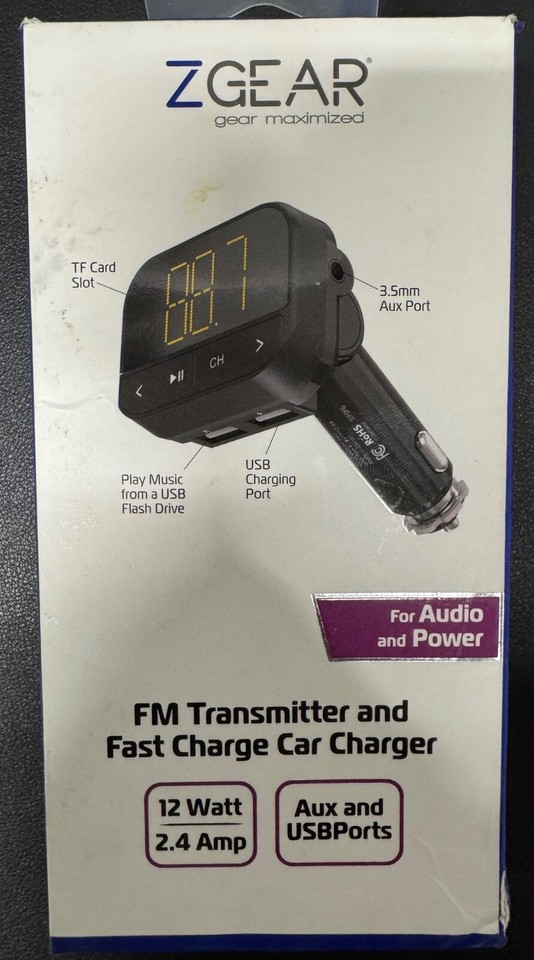 ZGEAR®
gear maximized
TF Card
Slot
88.7
3.5mm
Aux Port
CH
FC RoHS
Play Music
from a USB
Flash Drive
USB
Charging
Port
For Audio
and Power
FM Transmitter and
Fast Charge Car Charger
12 Watt
2.4 Amp
Aux and
USBPorts